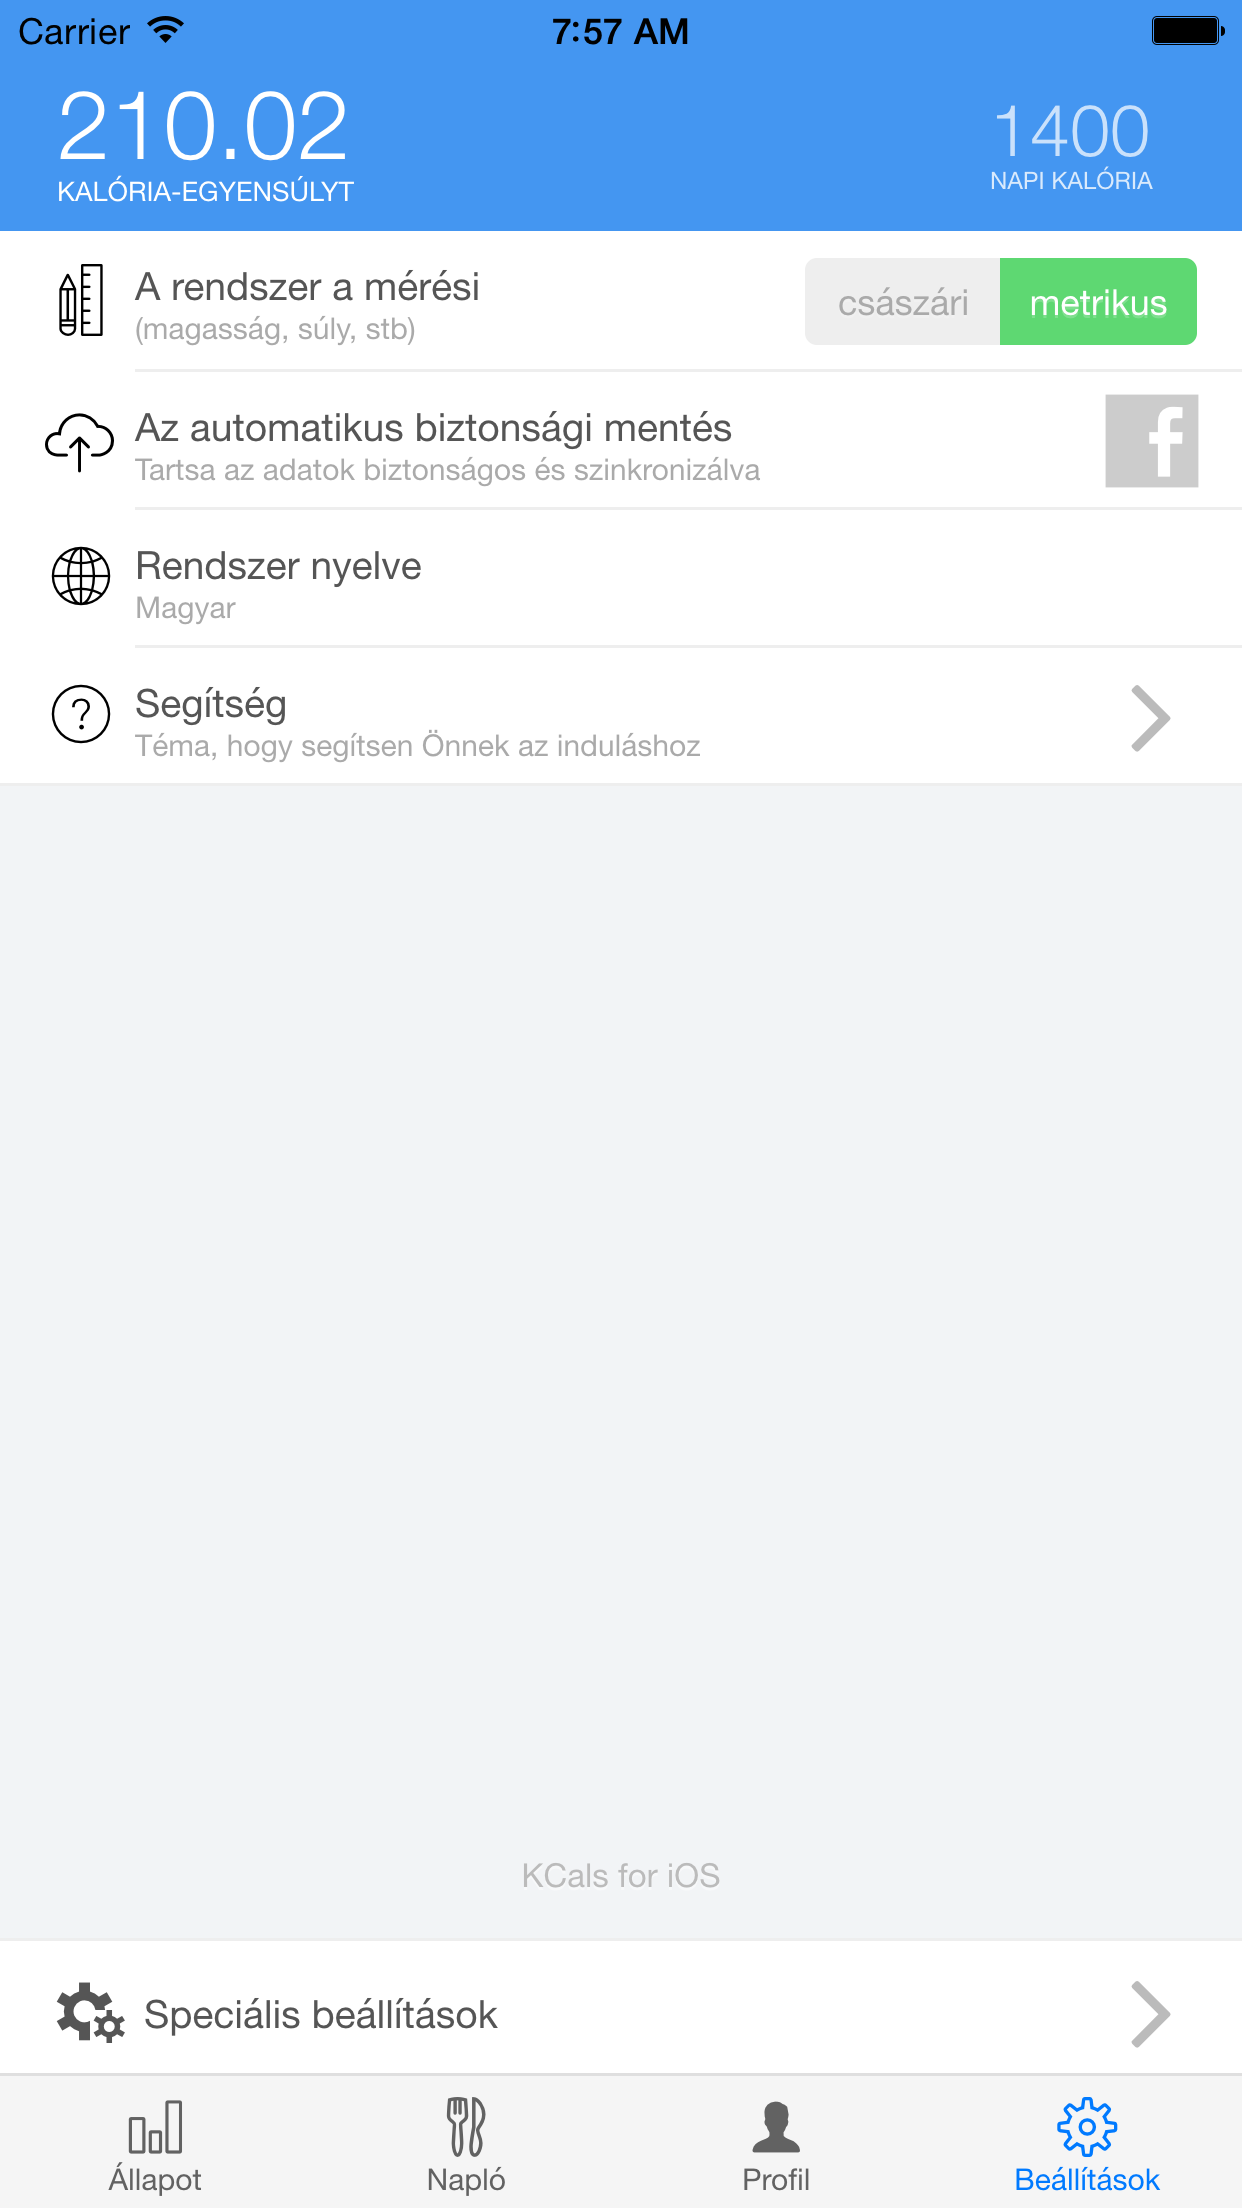 Carrier 7:57 AM
210.02
KALÓRIA-EGYENSÚLYT
1400
NAPI KALÓRIA
A rendszer a mérési
(magasság, súly, stb)
császári metrikus
Az automatikus biztonsági mentés
Tartsa az adatok biztonságos és szinkronizálva
f
Rendszer nyelve
Magyar
?
Segítség
Téma, hogy segítsen Önnek az induláshoz
KCals for iOS
Speciális beállítások
Állapot Napló Profil Beállítások